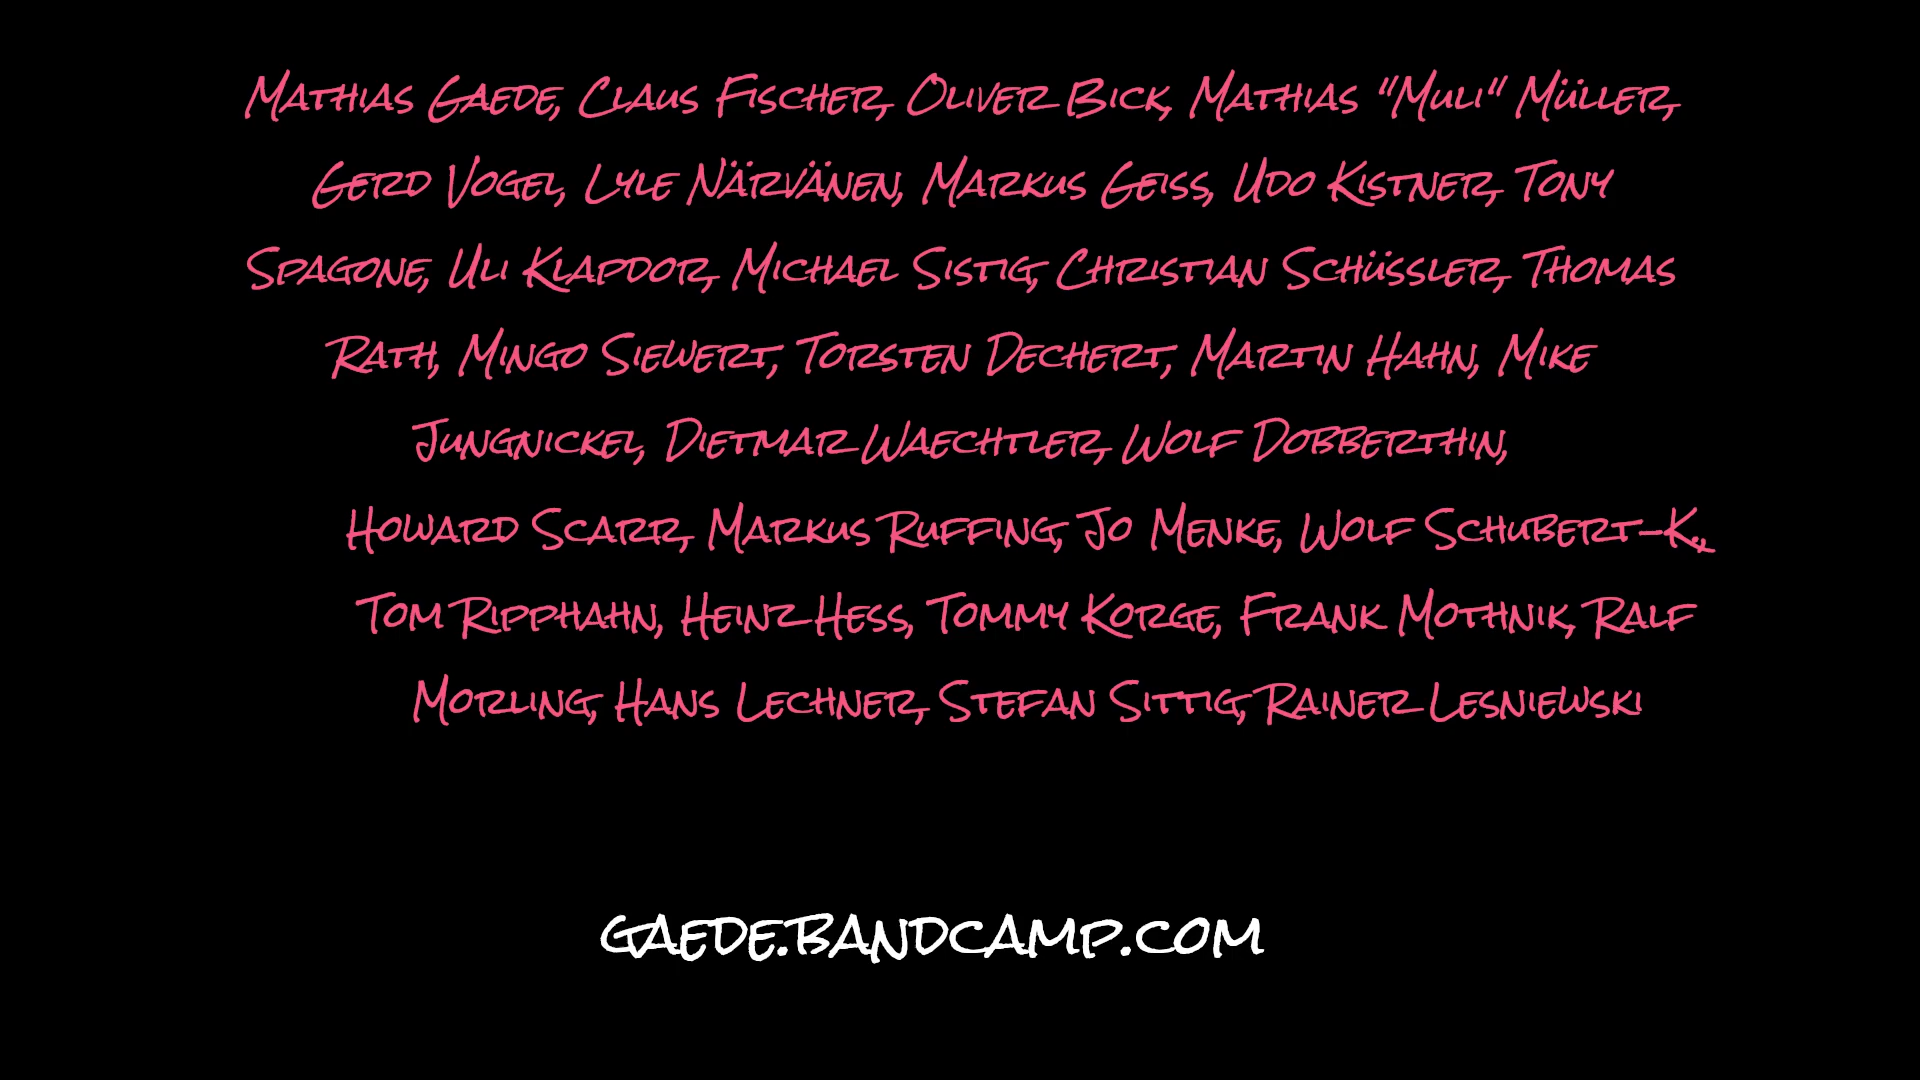 Mathias Gaede, Claus Fischer, Oliver Bick, Mathias "Muli" Müller,
Gerd Vogel, Lyle Närvänen, Markus Geiss, Udo Kistner, Tony
Spagone, Uli Klapdor, Michael Sistig, Christian Schüssler, Thomas
Rath, Mingo Siewert, Torsten Dechert, Martin Hahn, Mike
Jungnickel, Dietmar Waechtler, Wolf Dobberthin,
Howard Scarr, Markus Ruffing, Jo Menke, Wolf Schubert-K.,
Tom Ripphahn, Heinz Hess, Tommy Korge, Frank Mothnik, Ralf
Morling, Hans Lechner, Stefan Sittig, Rainer Lesniewski
gaede.bandcamp.com